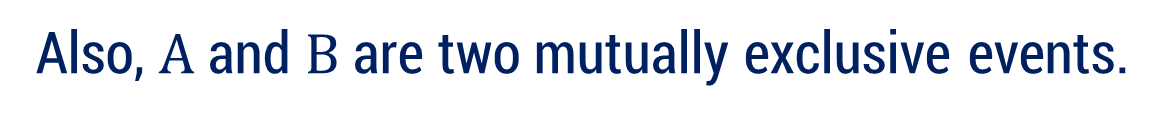 Also, A and B are two mutually exclusive events.